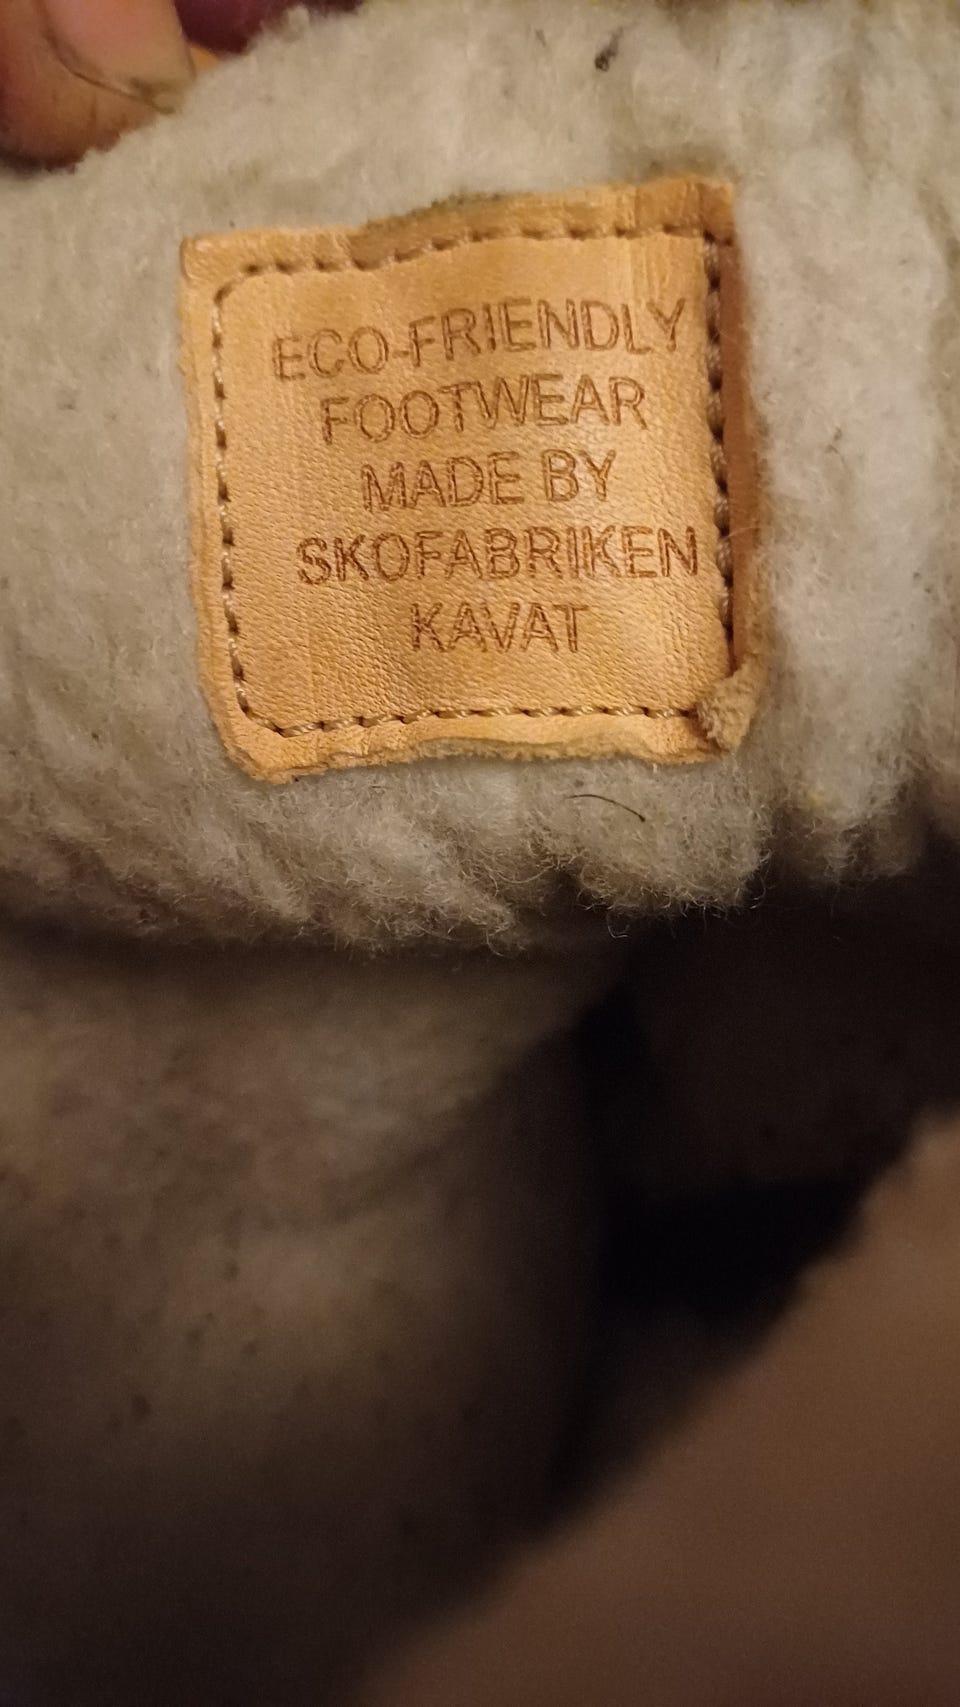 ECO-FRIENDLY
FOOTWEAR
MADE BY
SKOFABRIKEN
KAVAT